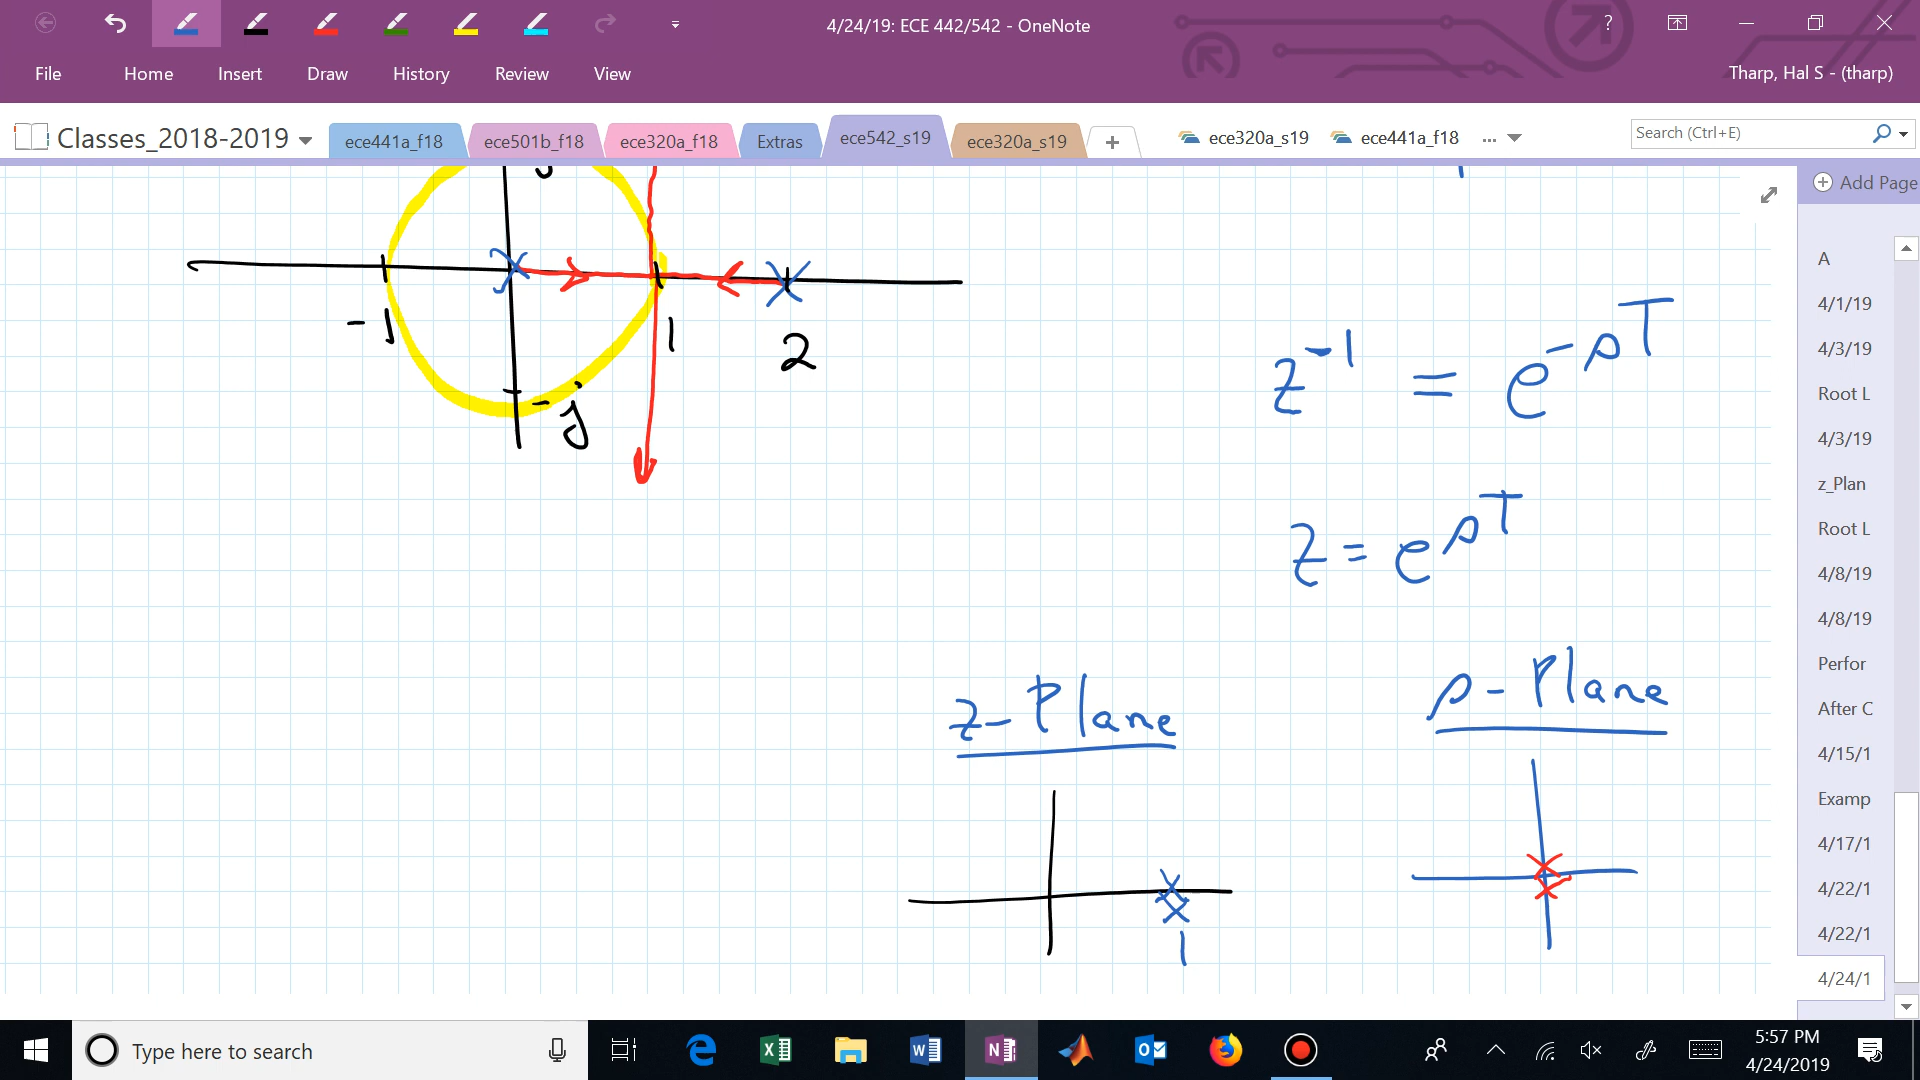 4/24/19: ECE 442/542 - OneNote
?
File Home Insert Draw History Review View
Tharp, Hal S - (tharp)
Classes_2018-2019
ece441a_f18 ece501b_f18 ece320a_f18 Extras ece542_s19 ece320a_s19 +
ece320a_s19 ece441a_f18 ...
Search (Ctrl+E)
Add Page
A
4/1/19
4/3/19
Root L
4/3/19
z_Plan
Root L
4/8/19
4/8/19
Perfor
After C
4/15/1
Examp
4/17/1
4/22/1
4/22/1
4/24/1
-1 1 2
-j
z⁻¹ = e^-sT
z = e^sT
z-Plane s-Plane
1
Type here to search
5:57 PM
4/24/2019